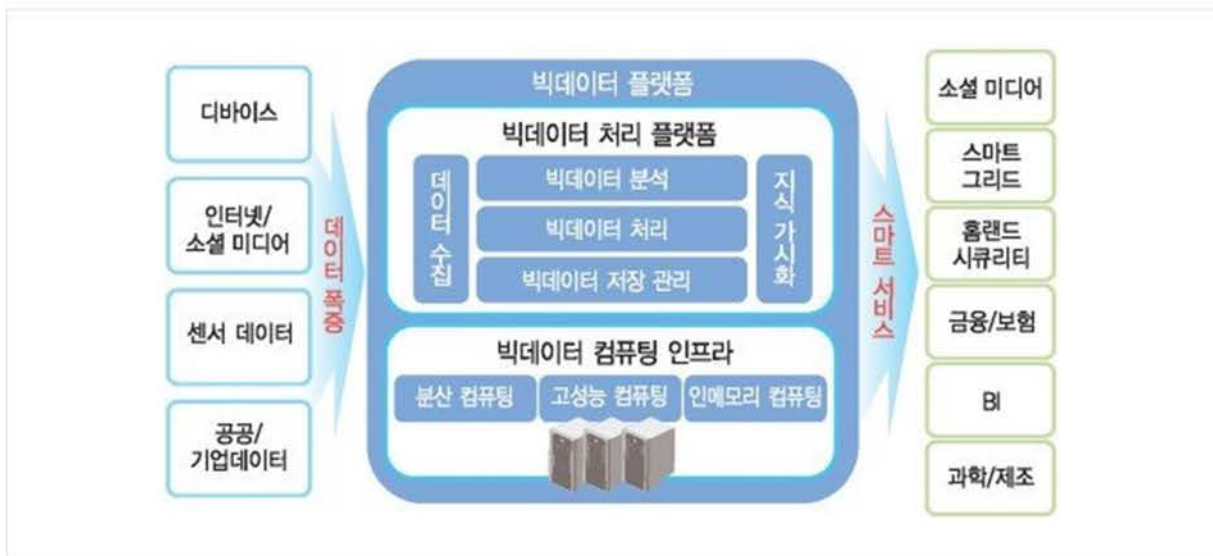 디바이스
인터넷/
소셜 미디어
센서 데이터
공공/
기업데이터
데이터 폭증
빅데이터 플랫폼
빅데이터 처리 플랫폼
데이터 수집
빅데이터 분석
빅데이터 처리
빅데이터 저장 관리
지식 가시화
빅데이터 컴퓨팅 인프라
분산 컴퓨팅
고성능 컴퓨팅
인메모리 컴퓨팅
스마트 서비스
소셜 미디어
스마트
그리드
홈랜드
시큐리티
금융/보험
BI
과학/제조